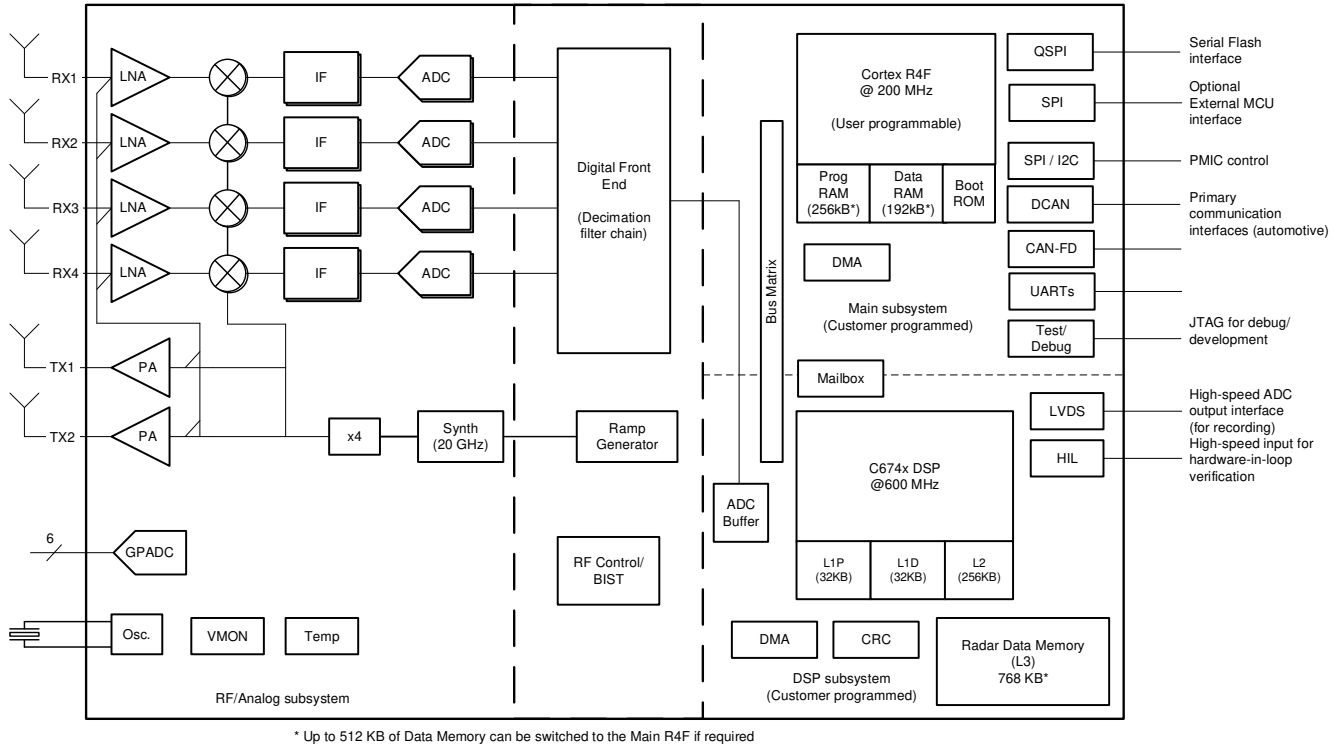 RX1
LNA
IF
ADC
RX2
LNA
IF
ADC
RX3
LNA
IF
ADC
RX4
LNA
IF
ADC
TX1
PA
TX2
PA
x4
Synth
(20 GHz)
6
GPADC
Osc.
VMON
Temp
RF/Analog subsystem
Digital Front
End
(Decimation
filter chain)
Ramp
Generator
RF Control/
BIST
ADC
Buffer
Bus Matrix
Cortex R4F
@ 200 MHz
(User programmable)
Prog
RAM
(256kB*)
Data
RAM
(192kB*)
Boot
ROM
DMA
Main subsystem
(Customer programmed)
Mailbox
QSPI
Serial Flash
interface
SPI
Optional
External MCU
interface
SPI / I2C
PMIC control
DCAN
Primary
communication
interfaces (automotive)
CAN-FD
UARTs
Test/
Debug
JTAG for debug/
development
LVDS
High-speed ADC
output interface
(for recording)
HIL
High-speed input for
hardware-in-loop
verification
C674x DSP
@600 MHz
L1P
(32KB)
L1D
(32KB)
L2
(256KB)
DMA
CRC
DSP subsystem
(Customer programmed)
Radar Data Memory
(L3)
768 KB*
* Up to 512 KB of Data Memory can be switched to the Main R4F if required